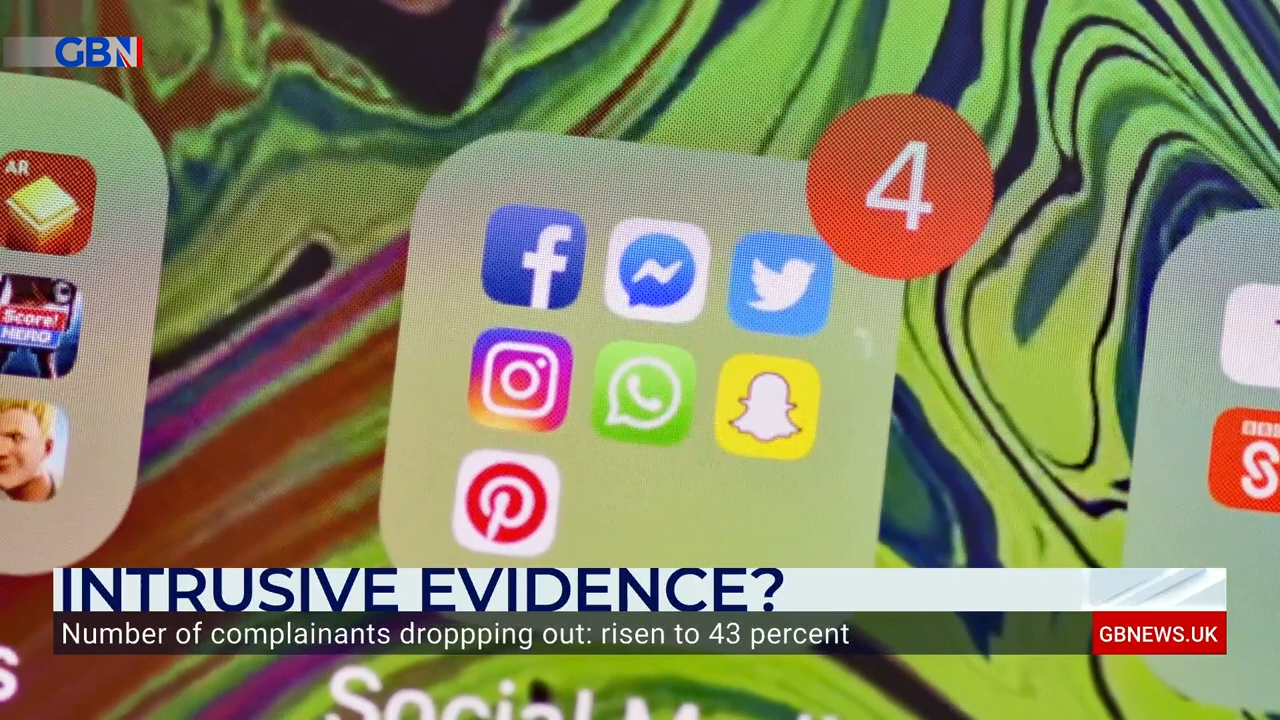 GBN
AR
4
C
Score!
HERO
INTRUSIVE EVIDENCE?
Number of complainants droppping out: risen to 43 percent
GBNEWS.UK
s
Social